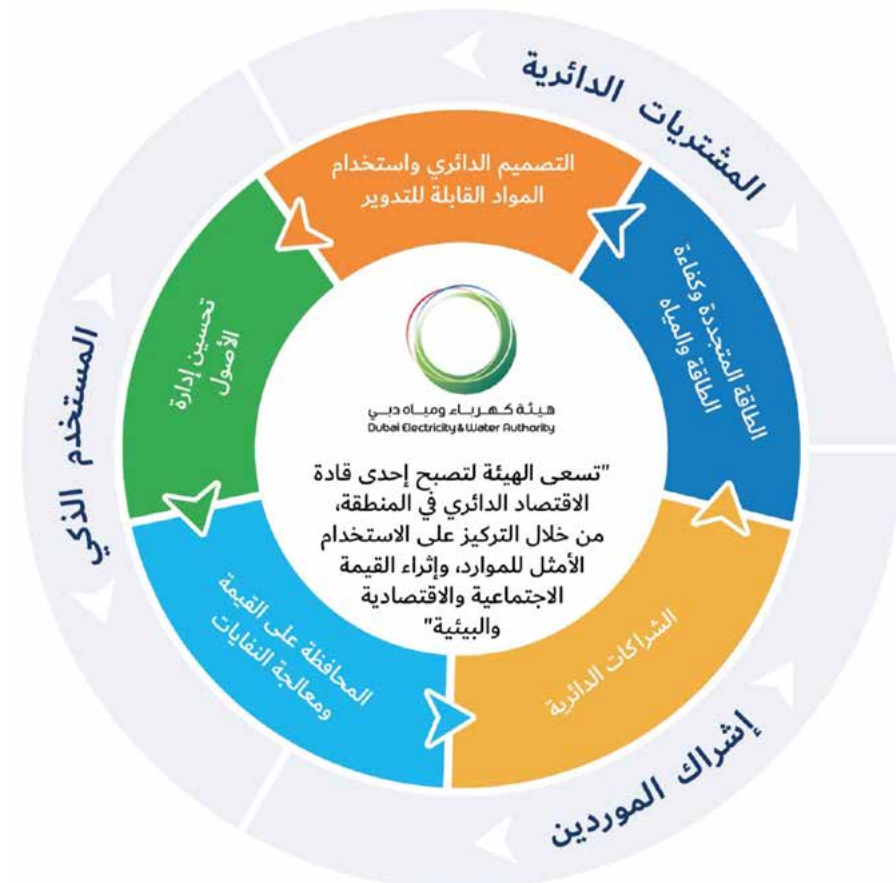 المشتريات الدائرية
التصميم الدائري واستخدام
المواد القابلة للتدوير
الطاقة المتجددة وكفاءة
الطاقة والمياه
تحسين إدارة
الأصول
المستخدم الذكي
هيئة كهرباء ومياه دبي
Dubai Electricity & Water Authority
"تسعى الهيئة لتصبح إحدى قادة
الاقتصاد الدائري في المنطقة،
من خلال التركيز على الاستخدام
الأمثل للموارد، وإثراء القيمة
الاجتماعية والاقتصادية
والبيئية"
المحافظة على القيمة
ومعالجة النفايات
الشراكات الدائرية
إشراك الموردين